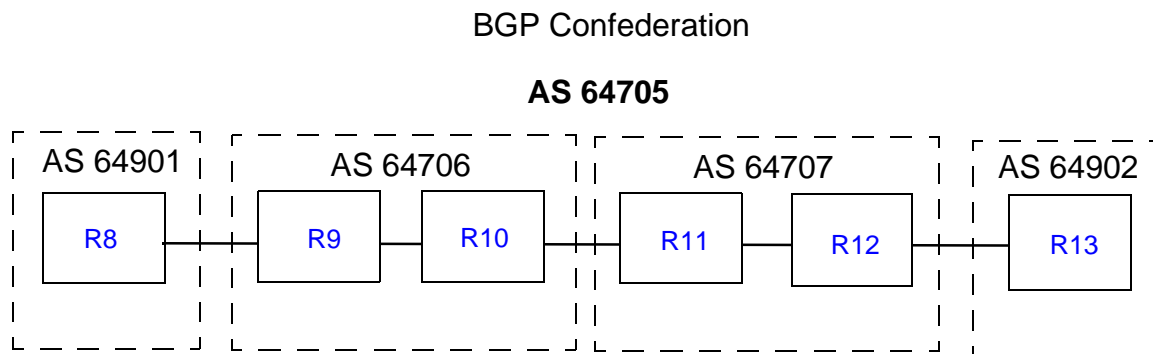 BGP Confederation
AS 64705
AS 64901
AS 64706
AS 64707
AS 64902
R8
R9
R10
R11
R12
R13